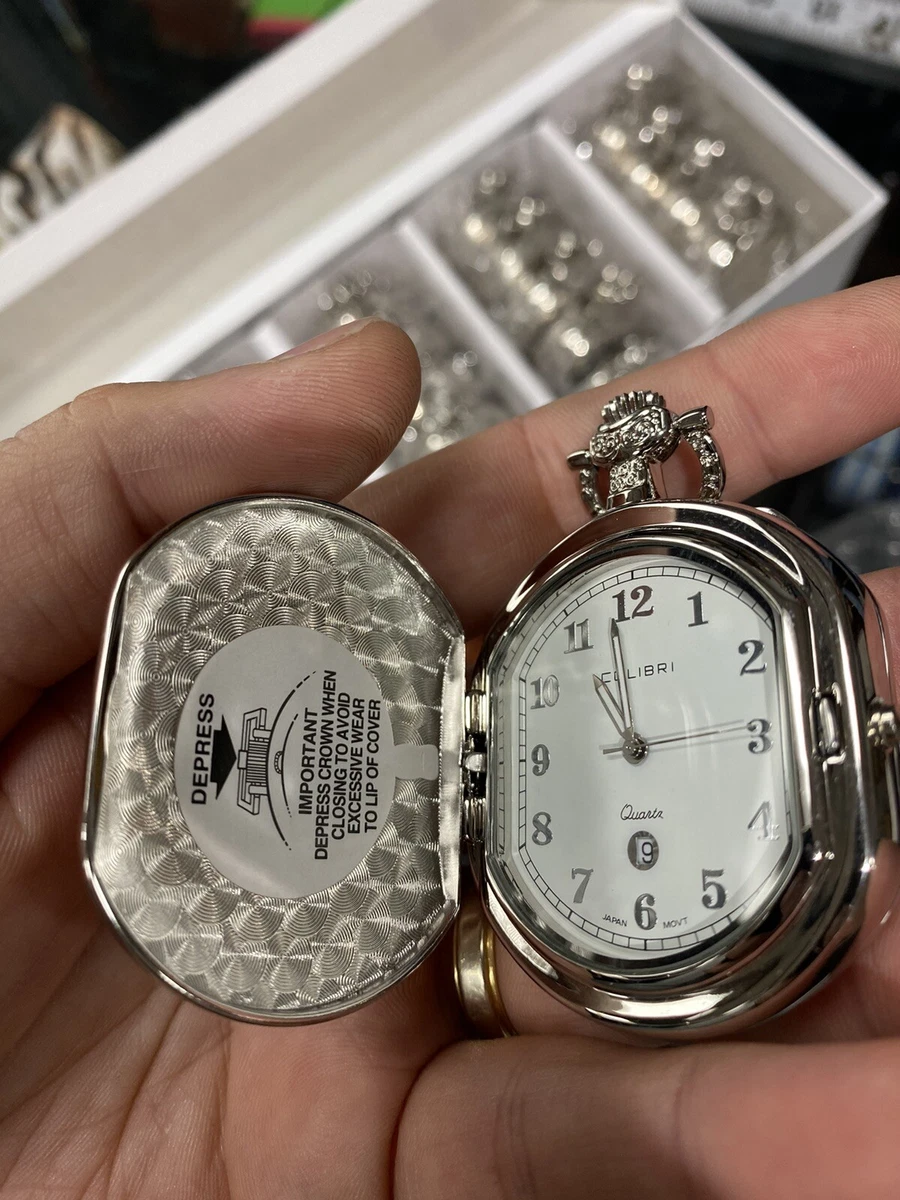 DEPRESS
IMPORTANT
DEPRESS CROWN WHEN
CLOSING TO AVOID
EXCESSIVE WEAR
TO LIP OF COVER
12
1
2
3
4
5
6
7
8
9
10
11
COLIBRI
Quartz
9
JAPAN MOVT